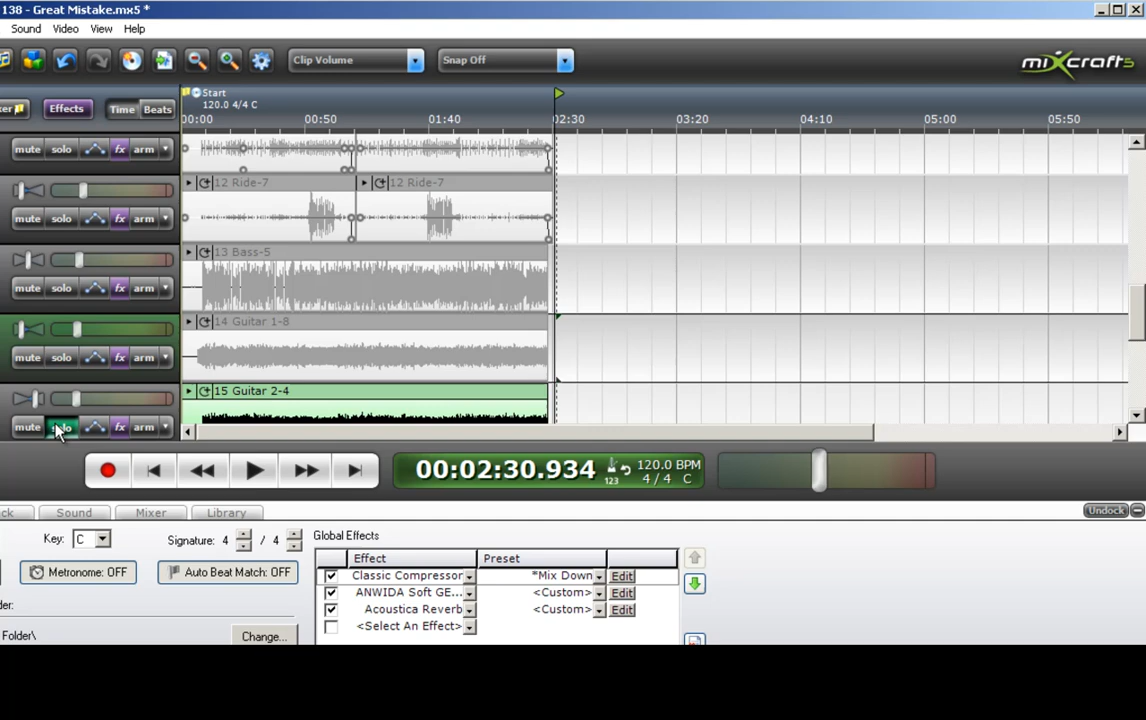 138 - Great Mistake.mx5 *
Sound Video View Help
Clip Volume Snap Off mixcraft5
Start
120.0 4/4 C
Effects Time Beats
00:00 00:50 01:40 02:30 03:20 04:10 05:00 05:50
mute solo fx arm
12 Ride-7 12 Ride-7
mute solo fx arm
13 Bass-5
mute solo fx arm
14 Guitar 1-8
mute solo fx arm
15 Guitar 2-4
mute solo fx arm
00:02:30.934 123 120.0 BPM
4 / 4 C
ck Sound Mixer Library Undock
Key: C Signature: 4 / 4 Global Effects
Effect Preset
Metronome: OFF Auto Beat Match: OFF
Classic Compressor *Mix Down Edit
ANWIDA Soft GE... <Custom> Edit
der: Acoustica Reverb <Custom> Edit
<Select An Effect>
Folder\ Change...